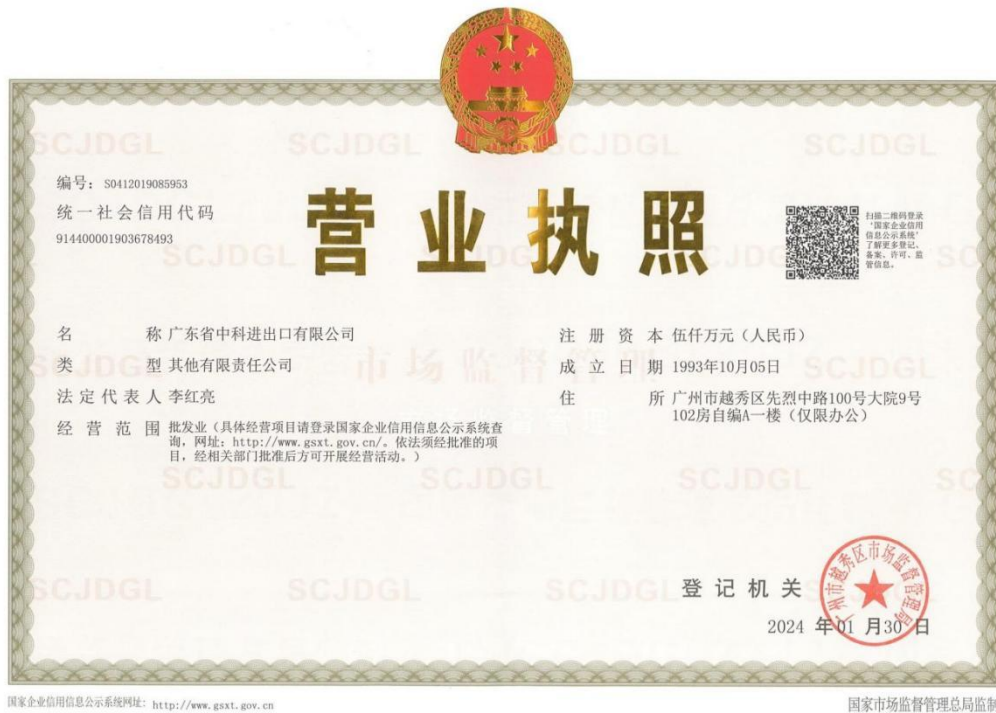 编号：S0412019085953
统一社会信用代码
914400001903678493
营业执照
扫描二维码登录
‘国家企业信用
信息公示系统’
了解更多登记、
备案、许可、监
管信息。
名称 广东省中科进出口有限公司
类型 其他有限责任公司
法定代表人 李红亮
经营范围 批发业（具体经营项目请登录国家企业信用信息公示系统查
询，网址：http://www.gsxt.gov.cn/。依法须经批准的项
目，经相关部门批准后方可开展经营活动。）
注册资本 伍仟万元（人民币）
成立日期 1993年10月05日
住所 广州市越秀区先烈中路100号大院9号
102房自编A一楼（仅限办公）
SCJDGL
市场监督管理
登记机关
广州市越秀区市场监督管理局
2024 年01 月30 日
国家企业信用信息公示系统网址：http://www.gsxt.gov.cn
国家市场监督管理总局监制